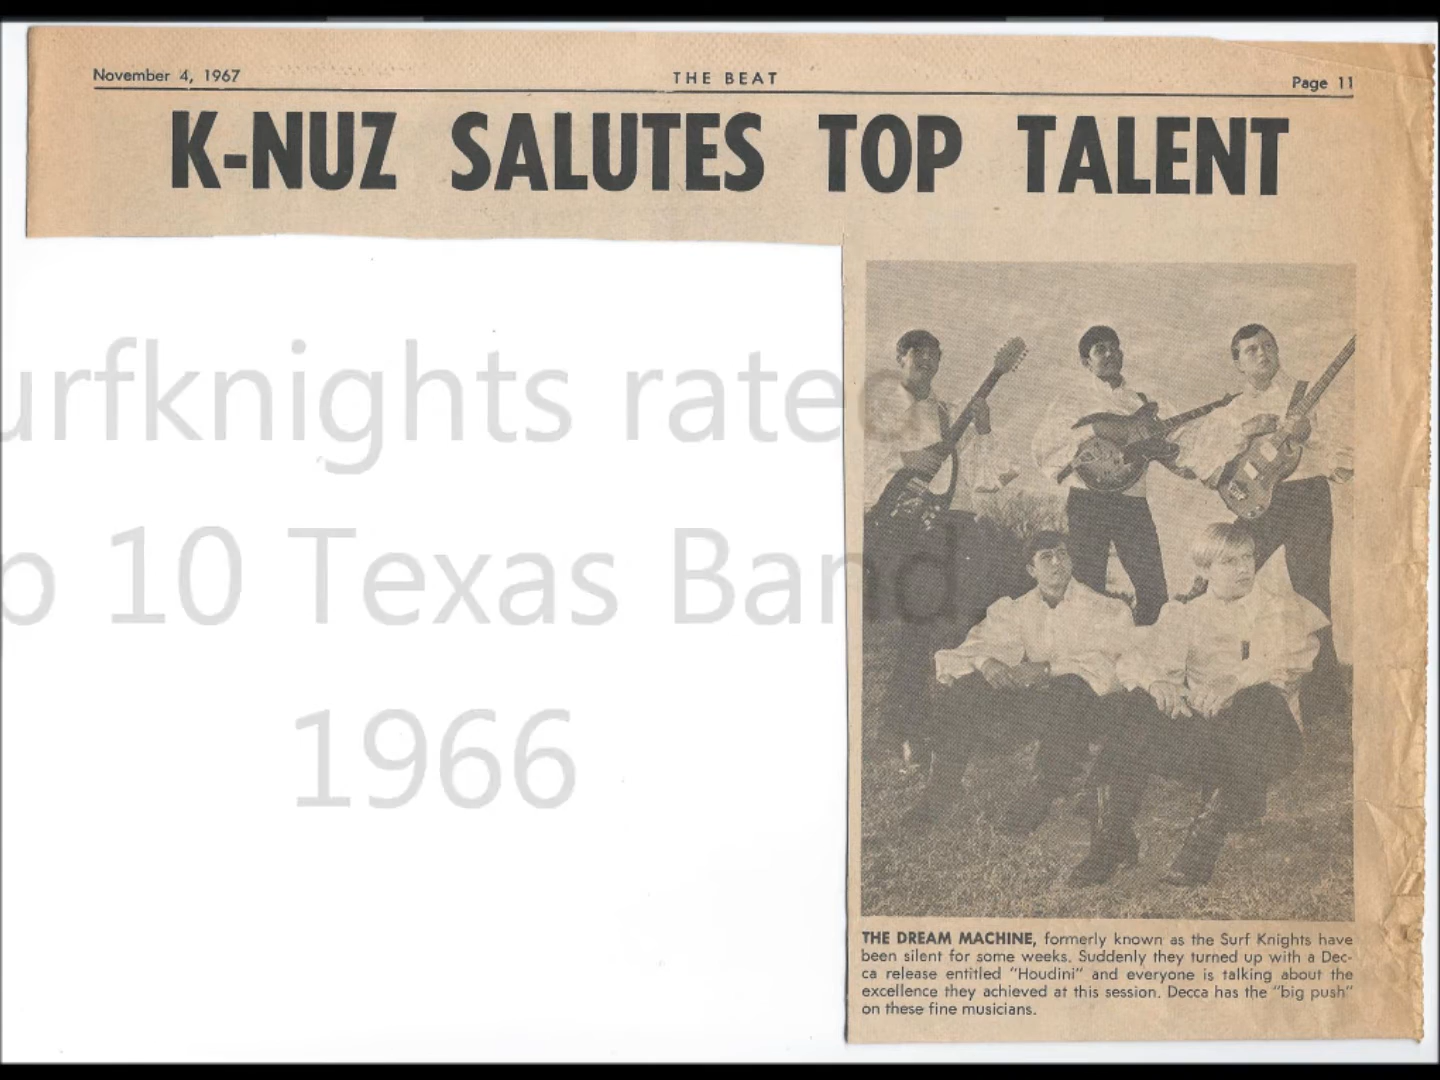 November 4, 1967
THE BEAT
Page 11
K-NUZ SALUTES TOP TALENT
urfknights rated
p 10 Texas Band
1966
THE DREAM MACHINE, formerly known as the Surf Knights have
been silent for some weeks. Suddenly they turned up with a Dec-
ca release entitled "Houdini" and everyone is talking about the
excellence they achieved at this session. Decca has the "big push"
on these fine musicians.